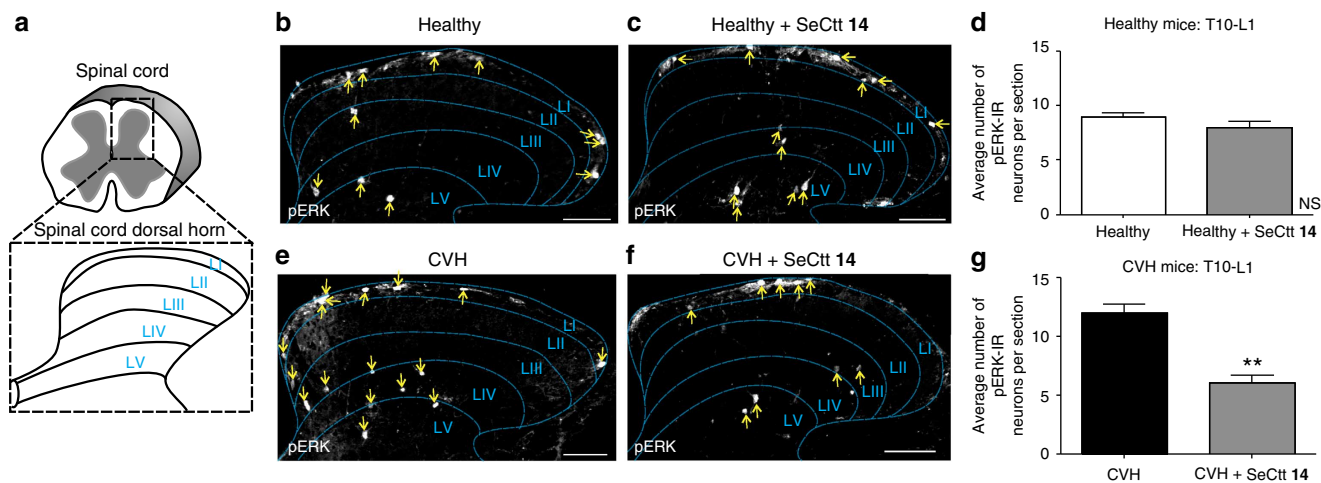 a
Spinal cord
Spinal cord dorsal horn
LI
LII
LIII
LIV
LV
b
Healthy
LI
LII
LIII
LIV
LV
pERK
c
Healthy + SeCtt 14
LI
LII
LIII
LIV
LV
pERK
d
Healthy mice: T10-L1
Average number of
pERK-IR
neurons per section
15
10
5
0
NS
Healthy
Healthy + SeCtt 14
e
CVH
LI
LII
LIII
LIV
LV
pERK
f
CVH + SeCtt 14
LI
LII
LIII
LIV
LV
pERK
g
CVH mice: T10-L1
Average number of
pERK-IR
neurons per section
15
10
5
0
**
CVH
CVH + SeCtt 14